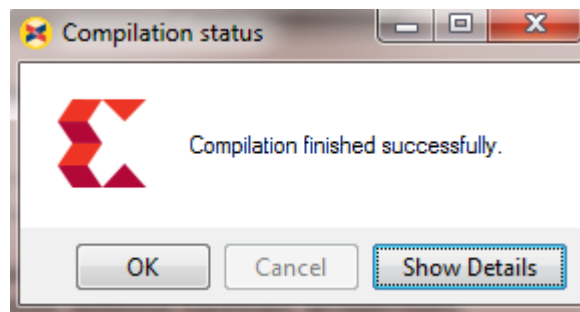 Compilation status
Compilation finished successfully.
OK
Cancel
Show Details